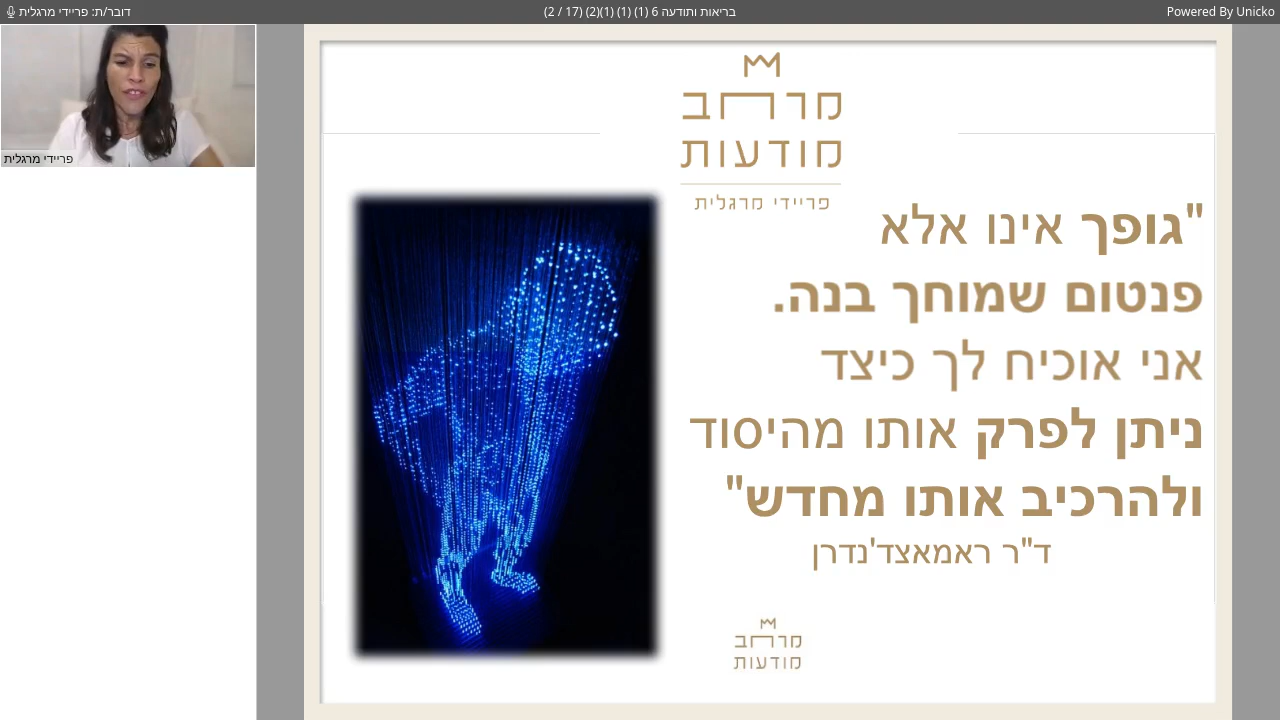 דובר/ת: פריידי מרגלית
בריאות ותודעה 6 (1) (1) (1)(2) (17 / 2)
Powered By Unicko
פריידי מרגלית
מרחב
מודעות
פריידי מרגלית
"גופך אינו אלא
פנטום שמוחך בנה.
אני אוכיח לך כיצד
ניתן לפרק אותו מהיסוד
ולהרכיב אותו מחדש"
ד"ר ראמאצד'נדרן
מרחב
מודעות